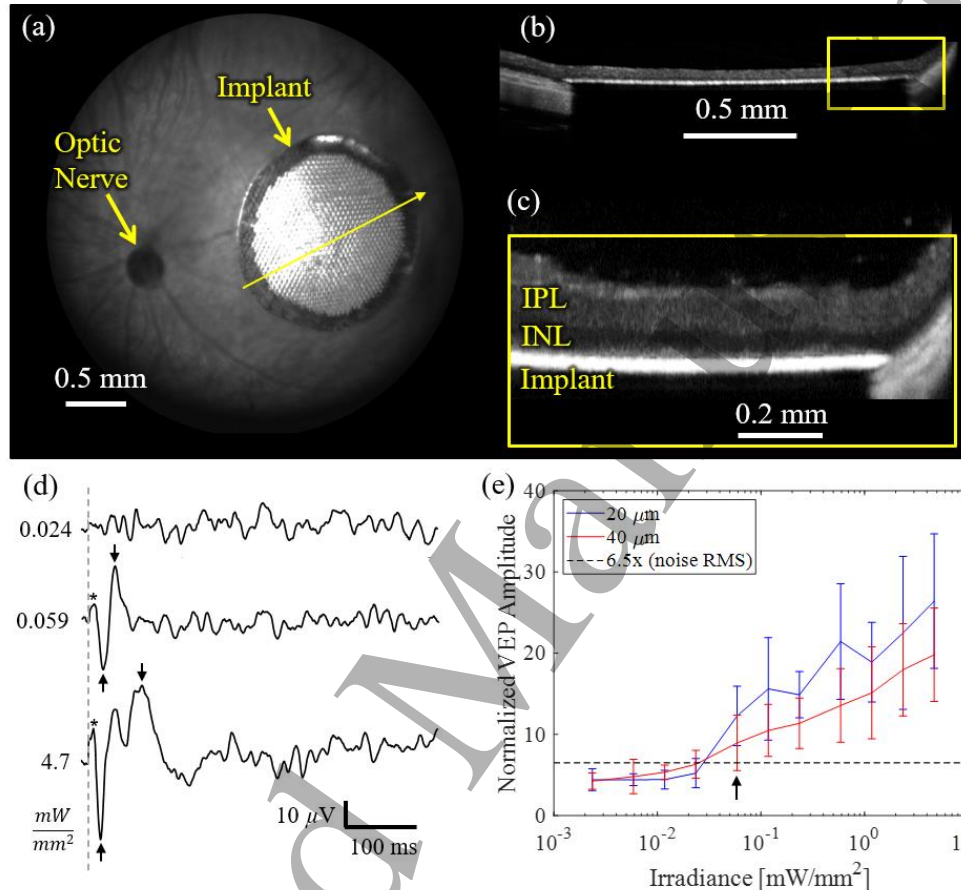 (a)
Implant
Optic
Nerve
0.5 mm
(b)
0.5 mm
(c)
IPL
INL
Implant
0.2 mm
(d)
0.024
0.059
*
4.7
*
mW
mm²
10 μV
100 ms
(e)
40
30
20
10
0
Normalized VEP Amplitude
20 μm
40 μm
6.5x (noise RMS)
10⁻³
10⁻²
10⁻¹
10⁰
Irradiance [mW/mm²]